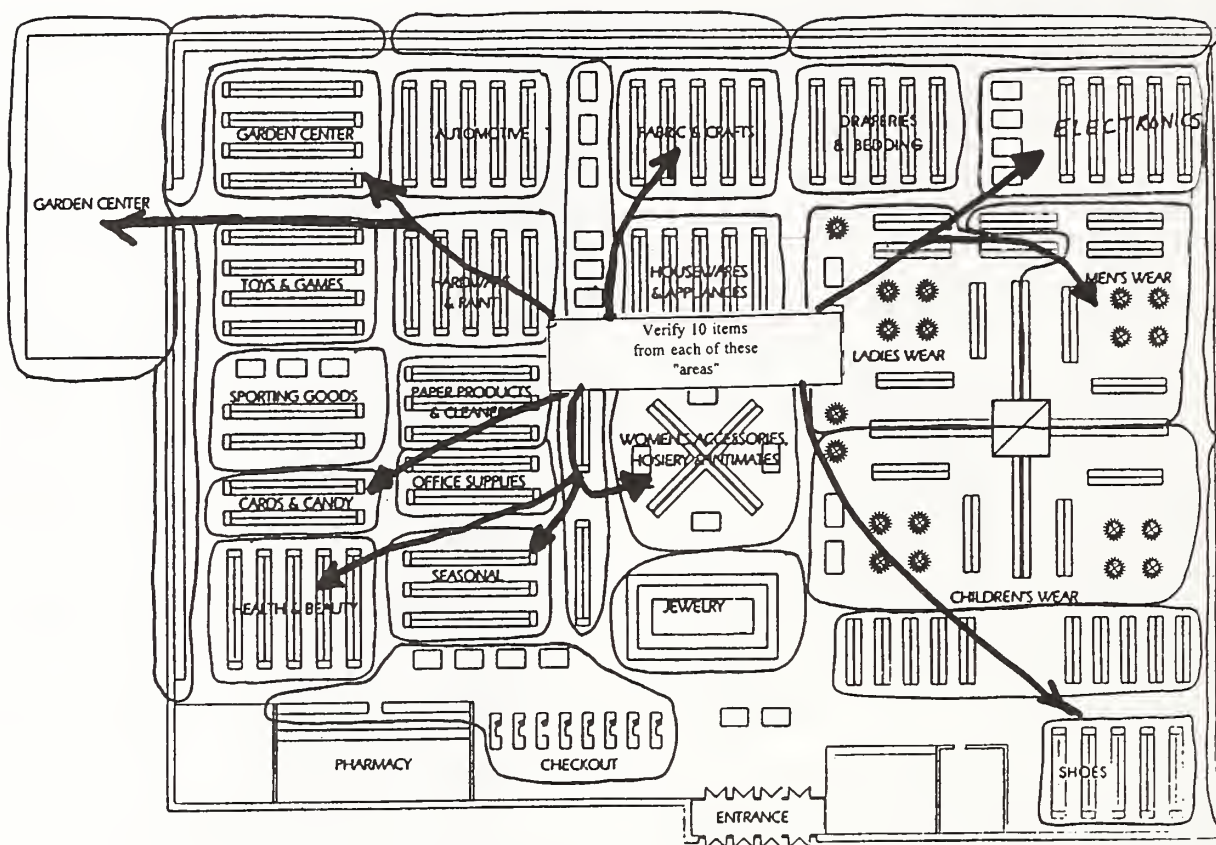 GARDEN CENTER
AUTOMOTIVE
FABRIC & CRAFTS
DRAPERIES
& BEDDING
ELECTRONICS
GARDEN CENTER
TOYS & GAMES
HARDWARE
& PAINT
HOUSEWARES
& APPLIANCES
MEN'S WEAR
Verify 10 items
from each of these
"areas"
LADIES WEAR
SPORTING GOODS
PAPER PRODUCTS
& CLEANERS
WOMEN'S ACCESSORIES,
HOSIERY & INTIMATES
OFFICE SUPPLIES
CARDS & CANDY
SEASONAL
HEALTH & BEAUTY
JEWELRY
CHILDREN'S WEAR
PHARMACY
CHECKOUT
SHOES
ENTRANCE